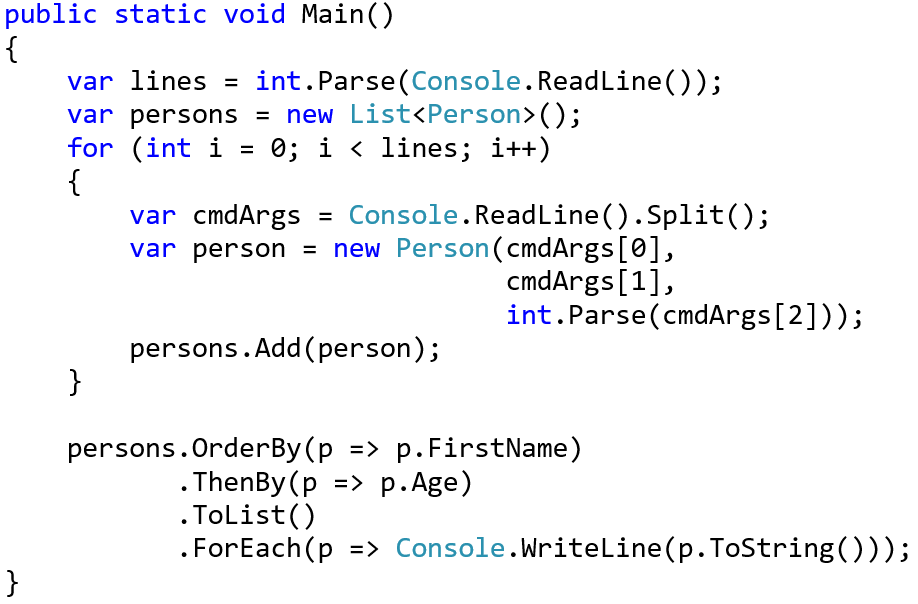 public static void Main()
{
    var lines = int.Parse(Console.ReadLine());
    var persons = new List<Person>();
    for (int i = 0; i < lines; i++)
    {
        var cmdArgs = Console.ReadLine().Split();
        var person = new Person(cmdArgs[0],
                                cmdArgs[1],
                                int.Parse(cmdArgs[2]));
        persons.Add(person);
    }

    persons.OrderBy(p => p.FirstName)
           .ThenBy(p => p.Age)
           .ToList()
           .ForEach(p => Console.WriteLine(p.ToString()));
}